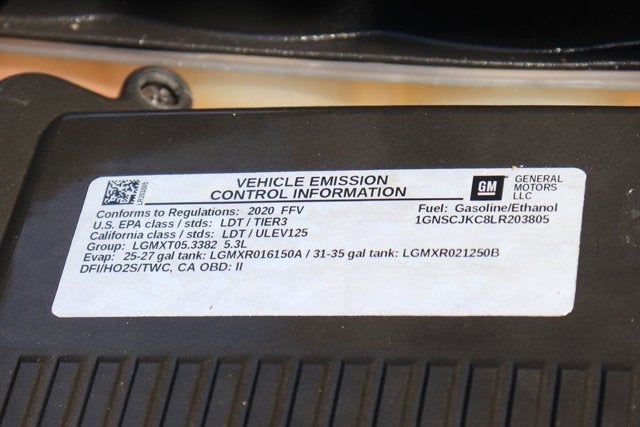 VEHICLE EMISSION
CONTROL INFORMATION
GM
GENERAL
MOTORS
LLC
LR203805
Conforms to Regulations: 2020 FFV
Fuel: Gasoline/Ethanol
U.S. EPA class / stds: LDT / TIER3
1GNSCJKC8LR203805
California class / stds: LDT / ULEV125
Group: LGMXT05.3382 5.3L
Evap: 25-27 gal tank: LGMXR016150A / 31-35 gal tank: LGMXR021250B
DFI/HO2S/TWC, CA OBD: II